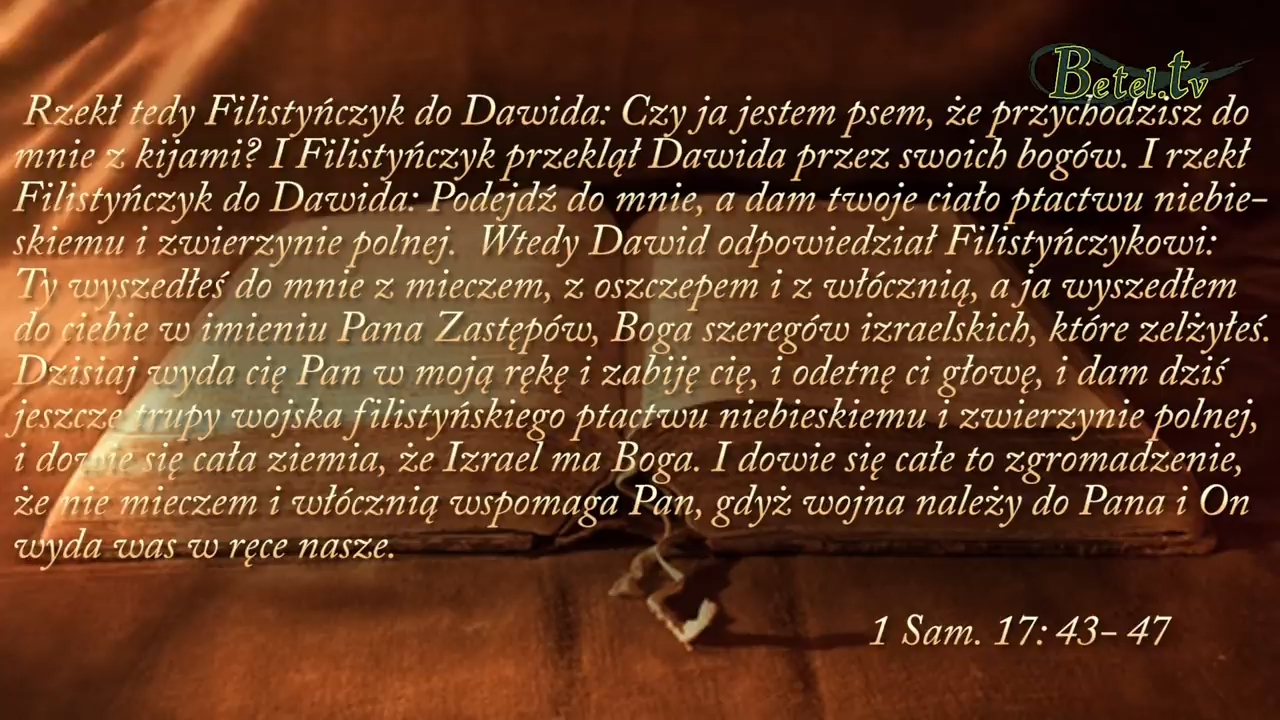 Betel.tv
Rzekł tedy Filistyńczyk do Dawida: Czy ja jestem psem, że przychodzisz do
mnie z kijami? I Filistyńczyk przeklął Dawida przez swoich bogów. I rzekł
Filistyńczyk do Dawida: Podejdź do mnie, a dam twoje ciało ptactwu niebie-
skiemu i zwierzynie polnej. Wtedy Dawid odpowiedział Filistyńczykowi:
Ty wyszedłeś do mnie z mieczem, z oszczepem i z włócznią, a ja wyszedłem
do ciebie w imieniu Pana Zastępów, Boga szeregów izraelskich, które zelżyłeś.
Dzisiaj wyda cię Pan w moją rękę i zabiję cię, i odetnę ci głowę, i dam dziś
jeszcze trupy wojska filistyńskiego ptactwu niebieskiemu i zwierzynie polnej,
i dowie się cała ziemia, że Izrael ma Boga. I dowie się całe to zgromadzenie,
że nie mieczem i włócznią wspomaga Pan, gdyż wojna należy do Pana i On
wyda was w ręce nasze.
1 Sam. 17: 43- 47